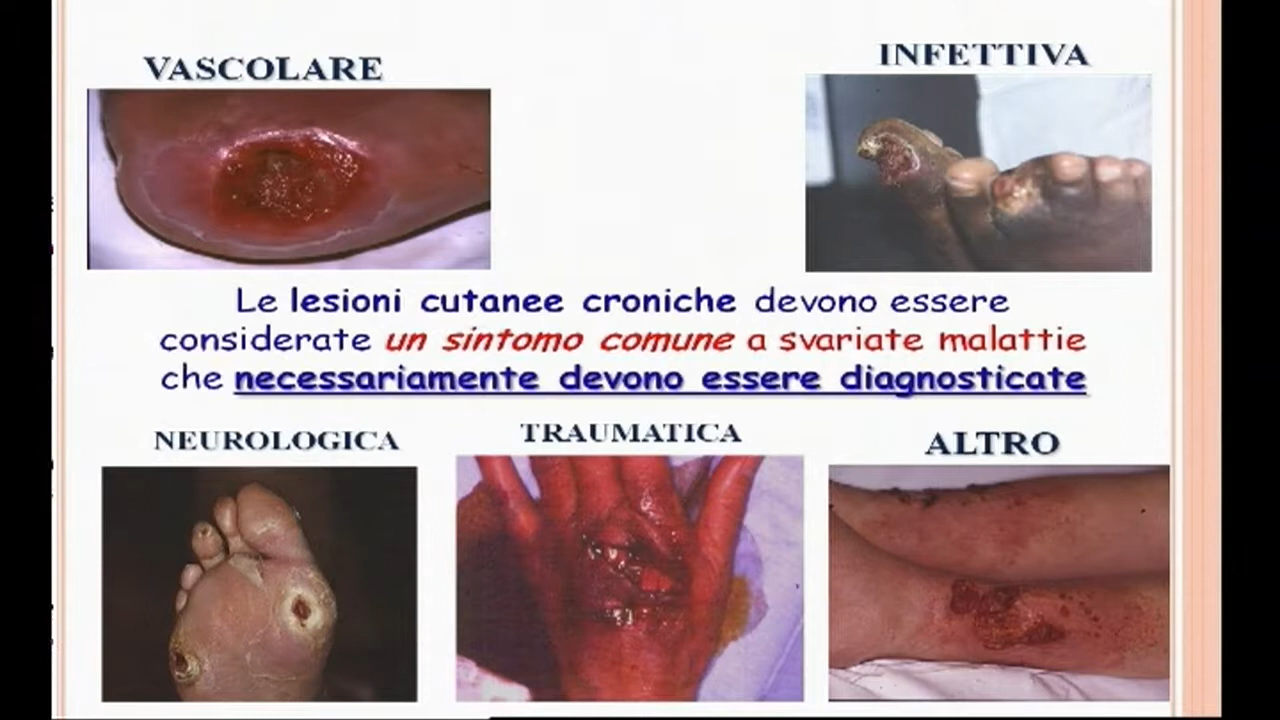 VASCOLARE
INFETTIVA
Le lesioni cutanee croniche devono essere
considerate un sintomo comune a svariate malattie
che necessariamente devono essere diagnosticate
NEUROLOGICA
TRAUMATICA
ALTRO